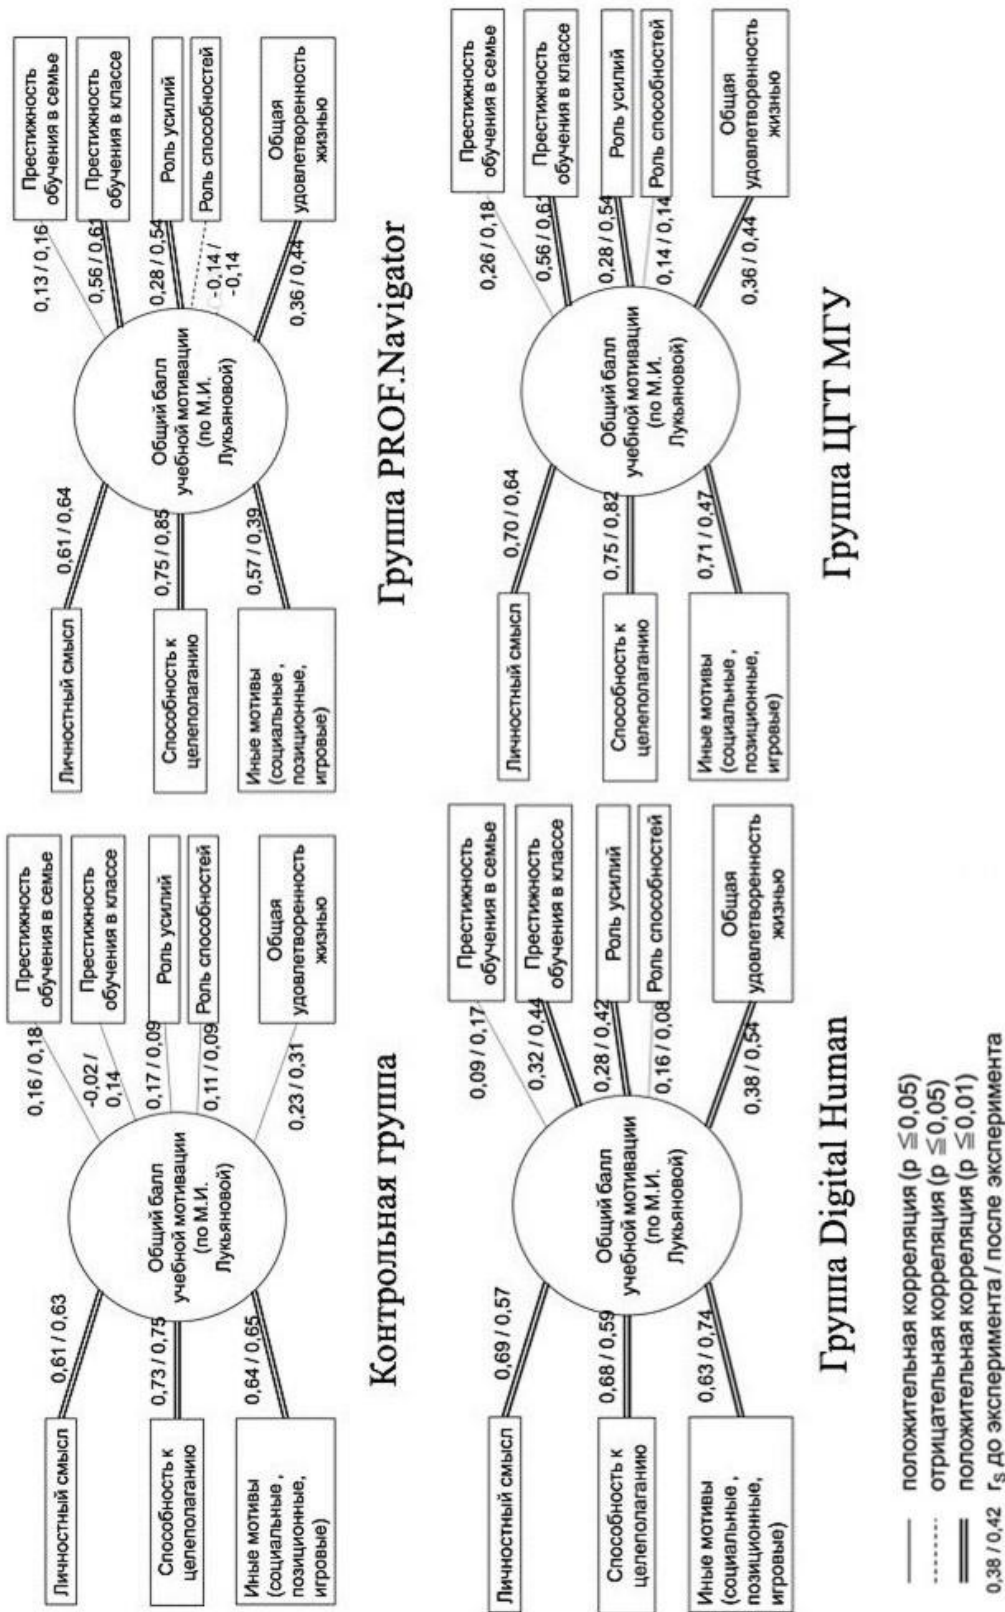 Личностный смысл
Способность к
целеполаганию
Иные мотивы
(социальные ,
позиционные,
игровые)
0,61 / 0,63
0,73 / 0,75
0,64 / 0,65
Общий балл
учебной мотивации
(по М.И.
Лукьяновой)
0,16 / 0,18
-0,02 /
0,14
0,17 / 0,09
0,11 / 0,09
0,23 / 0,31
Престижность
обучения в семье
Престижность
обучения в классе
Роль усилий
Роль способностей
Общая
удовлетворенность
жизнью
Контрольная группа
Личностный смысл
Способность к
целеполаганию
Иные мотивы
(социальные ,
позиционные,
игровые)
0,61 / 0,64
0,75 / 0,85
0,57 / 0,39
Общий балл
учебной мотивации
(по М.И.
Лукьяновой)
0,13 / 0,16
0,56 / 0,61
0,28 / 0,54
-0,14 /
-0,14
0,36 / 0,44
Престижность
обучения в семье
Престижность
обучения в классе
Роль усилий
Роль способностей
Общая
удовлетворенность
жизнью
Группа PROF.Navigator
Личностный смысл
Способность к
целеполаганию
Иные мотивы
(социальные ,
позиционные,
игровые)
0,69 / 0,57
0,68 / 0,59
0,63 / 0,74
Общий балл
учебной мотивации
(по М.И.
Лукьяновой)
0,09 / 0,17
0,32 / 0,44
0,28 / 0,42
0,16 / 0,08
0,38 / 0,54
Престижность
обучения в семье
Престижность
обучения в классе
Роль усилий
Роль способностей
Общая
удовлетворенность
жизнью
Группа Digital Human
Личностный смысл
Способность к
целеполаганию
Иные мотивы
(социальные ,
позиционные,
игровые)
0,70 / 0,64
0,75 / 0,82
0,71 / 0,47
Общий балл
учебной мотивации
(по М.И.
Лукьяновой)
0,26 / 0,18
0,56 / 0,61
0,28 / 0,54
0,14 / 0,14
0,36 / 0,44
Престижность
обучения в семье
Престижность
обучения в классе
Роль усилий
Роль способностей
Общая
удовлетворенность
жизнью
Группа ЦГТ МГУ
положительная корреляция (p ≦0,05)
отрицательная корреляция (p ≦0,05)
положительная корреляция (p ≦0,01)
0,38 / 0,42 rs до эксперимента / после эксперимента